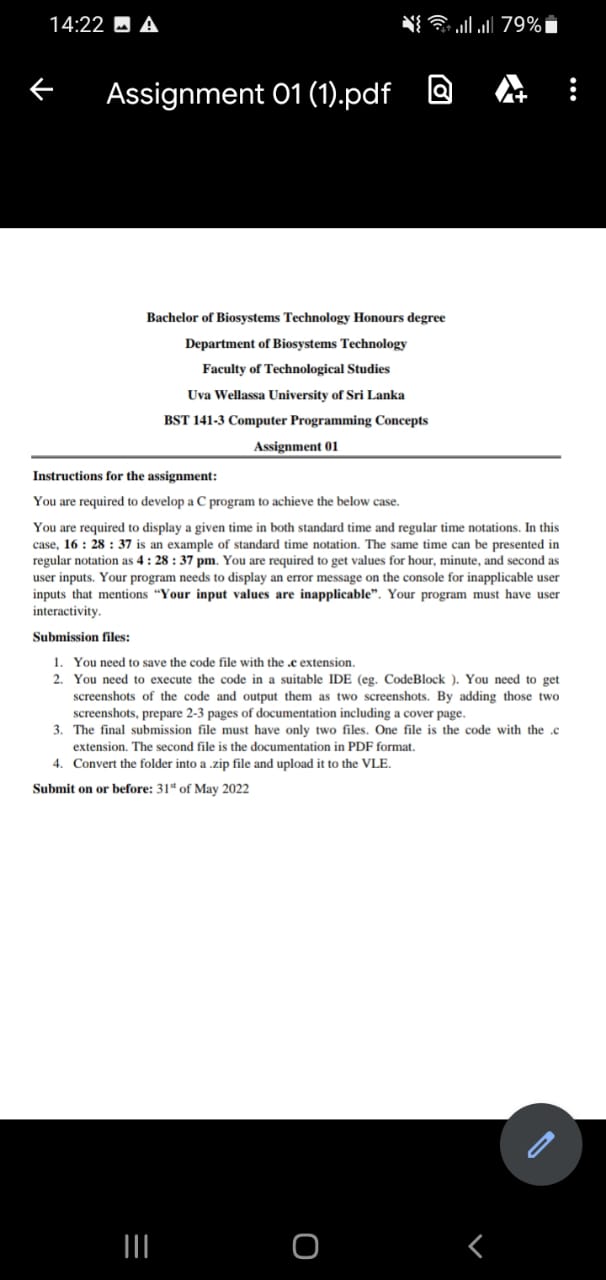 14:22
79%
Assignment 01 (1).pdf
Bachelor of Biosystems Technology Honours degree
Department of Biosystems Technology
Faculty of Technological Studies
Uva Wellassa University of Sri Lanka
BST 141-3 Computer Programming Concepts
Assignment 01
Instructions for the assignment:
You are required to develop a C program to achieve the below case.
You are required to display a given time in both standard time and regular time notations. In this
case, 16 : 28 : 37 is an example of standard time notation. The same time can be presented in
regular notation as 4 : 28 : 37 pm. You are required to get values for hour, minute, and second as
user inputs. Your program needs to display an error message on the console for inapplicable user
inputs that mentions “Your input values are inapplicable”. Your program must have user
interactivity.
Submission files:
1. You need to save the code file with the .c extension.
2. You need to execute the code in a suitable IDE (eg. CodeBlock ). You need to get
screenshots of the code and output them as two screenshots. By adding those two
screenshots, prepare 2-3 pages of documentation including a cover page.
3. The final submission file must have only two files. One file is the code with the .c
extension. The second file is the documentation in PDF format.
4. Convert the folder into a .zip file and upload it to the VLE.
Submit on or before: 31st of May 2022